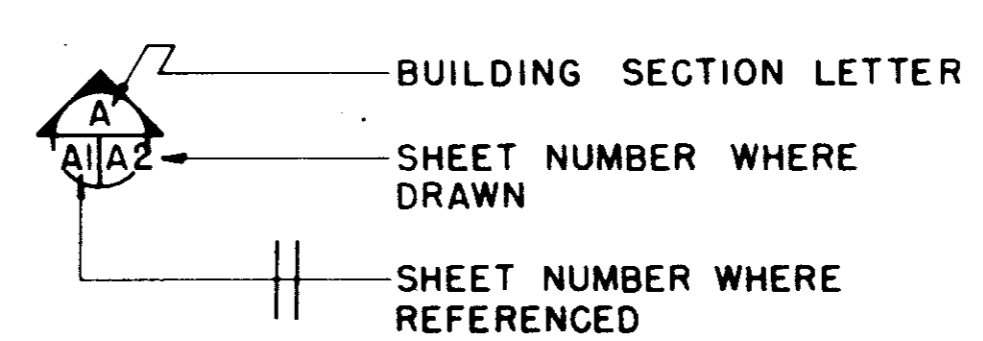 BUILDING SECTION LETTER
A
A1 A2
SHEET NUMBER WHERE
DRAWN
SHEET NUMBER WHERE
REFERENCED